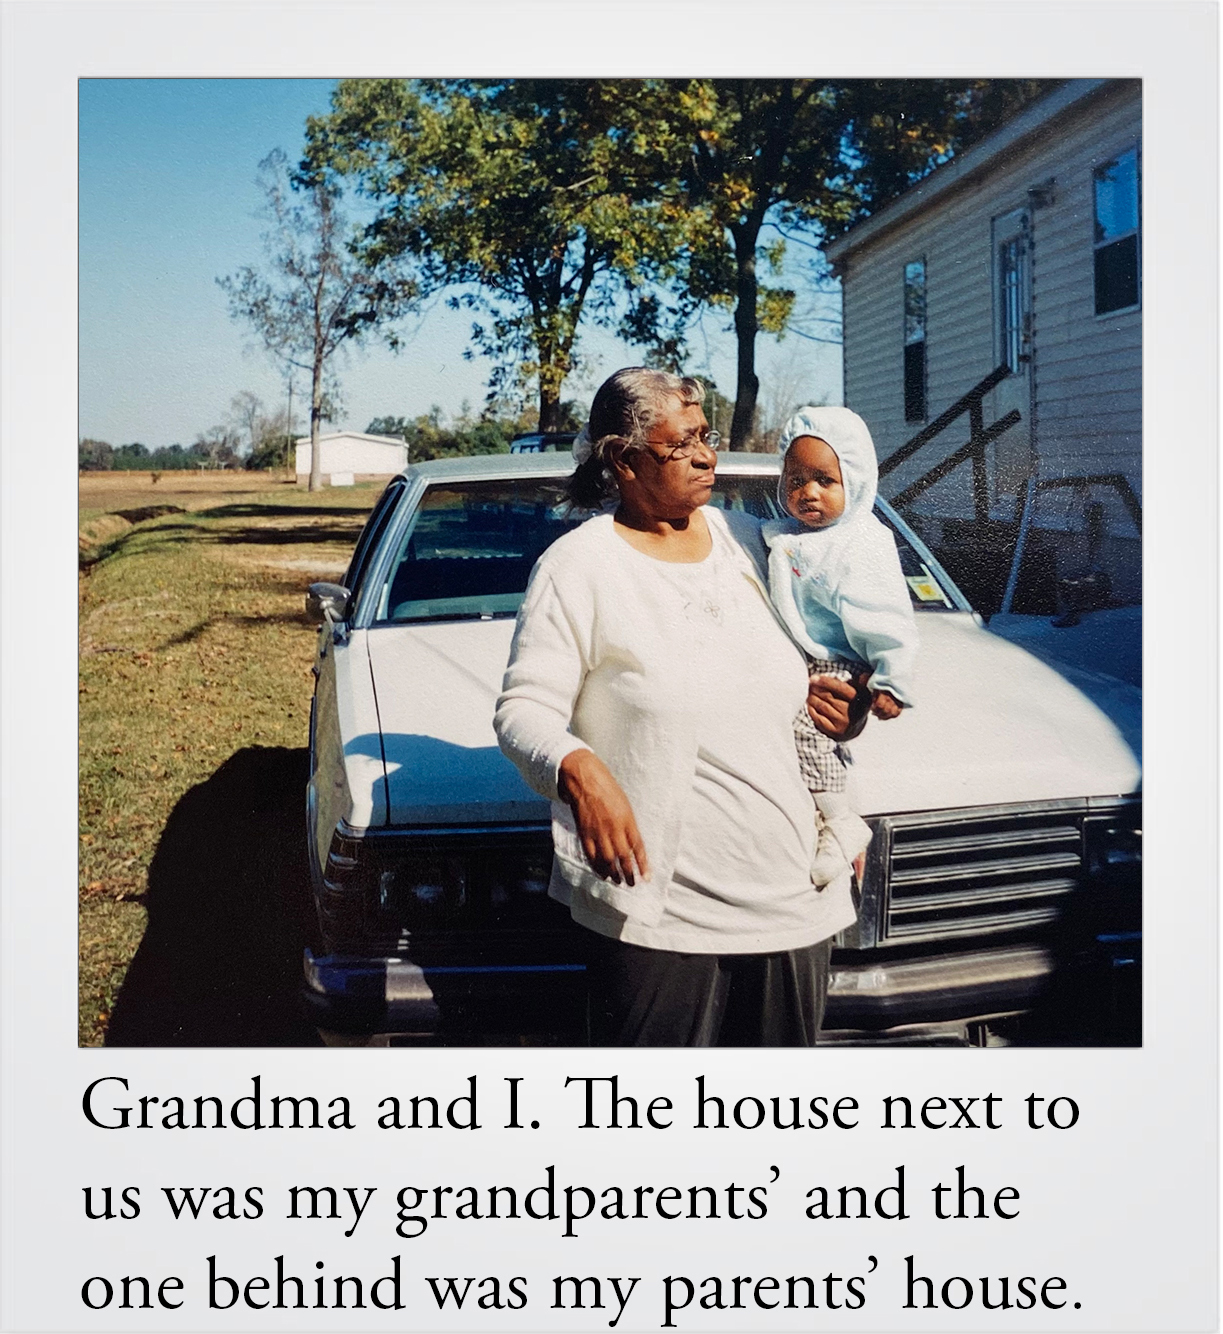 Grandma and I. The house next to
us was my grandparents’ and the
one behind was my parents’ house.